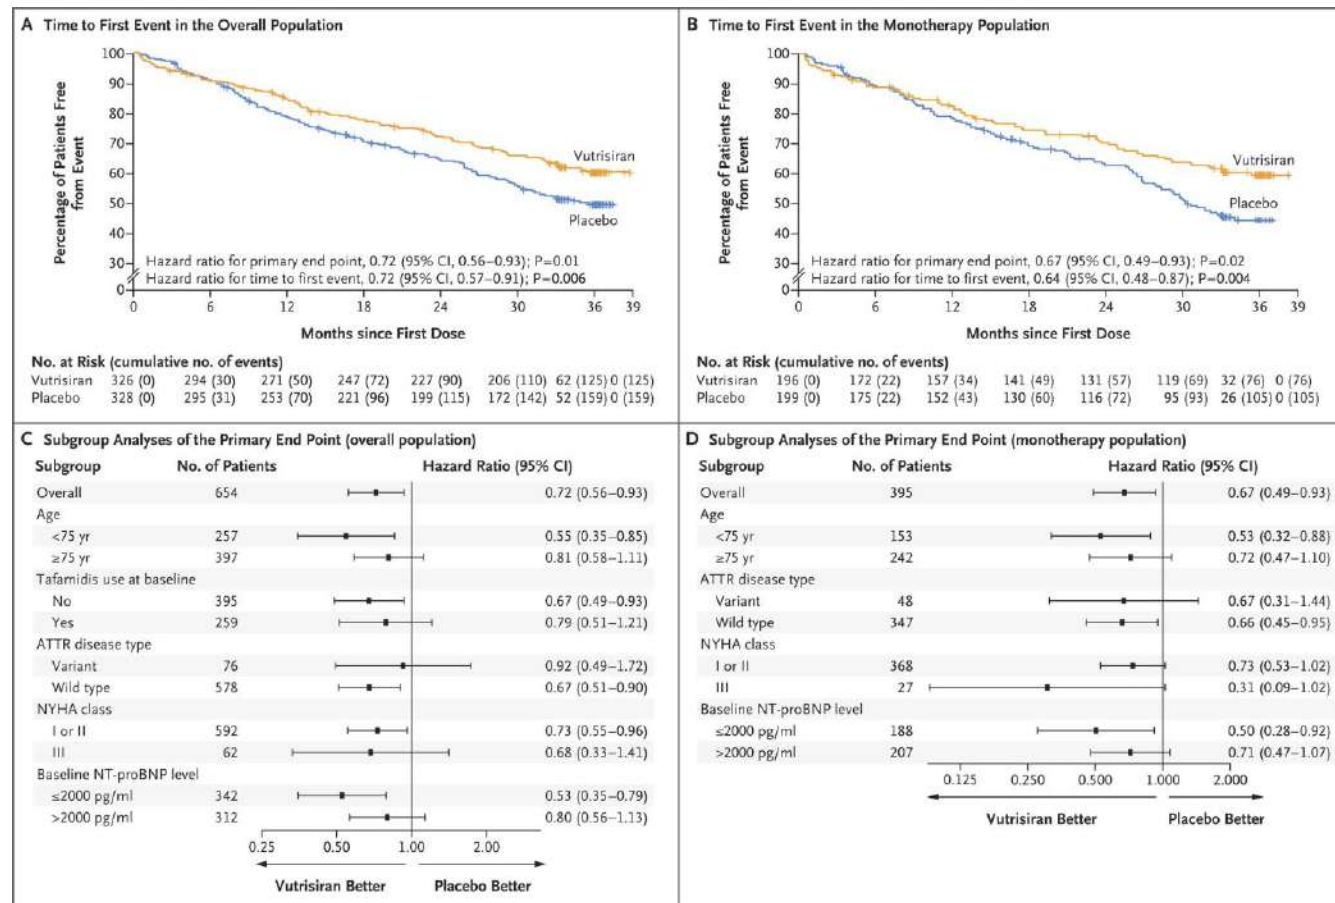 A Time to First Event in the Overall Population
Percentage of Patients Free
from Event
100
90
80
70
60
50
40
30
0
Vutrisiran
Placebo
Hazard ratio for primary end point, 0.72 (95% CI, 0.56–0.93); P=0.01
Hazard ratio for time to first event, 0.72 (95% CI, 0.57–0.91); P=0.006
0 6 12 18 24 30 36 39
Months since First Dose
No. at Risk (cumulative no. of events)
Vutrisiran 326 (0) 294 (30) 271 (50) 247 (72) 227 (90) 206 (110) 62 (125) 0 (125)
Placebo 328 (0) 295 (31) 253 (70) 221 (96) 199 (115) 172 (142) 52 (159) 0 (159)
B Time to First Event in the Monotherapy Population
Percentage of Patients Free
from Event
100
90
80
70
60
50
40
30
0
Vutrisiran
Placebo
Hazard ratio for primary end point, 0.67 (95% CI, 0.49–0.93); P=0.02
Hazard ratio for time to first event, 0.64 (95% CI, 0.48–0.87); P=0.004
0 6 12 18 24 30 36 39
Months since First Dose
No. at Risk (cumulative no. of events)
Vutrisiran 196 (0) 172 (22) 157 (34) 141 (49) 131 (57) 119 (69) 32 (76) 0 (76)
Placebo 199 (0) 175 (22) 152 (43) 130 (60) 116 (72) 95 (93) 26 (105) 0 (105)
C Subgroup Analyses of the Primary End Point (overall population)
Subgroup No. of Patients Hazard Ratio (95% CI)
Overall 654 0.72 (0.56–0.93)
Age
<75 yr 257 0.55 (0.35–0.85)
≥75 yr 397 0.81 (0.58–1.11)
Tafamidis use at baseline
No 395 0.67 (0.49–0.93)
Yes 259 0.79 (0.51–1.21)
ATTR disease type
Variant 76 0.92 (0.49–1.72)
Wild type 578 0.67 (0.51–0.90)
NYHA class
I or II 592 0.73 (0.55–0.96)
III 62 0.68 (0.33–1.41)
Baseline NT-proBNP level
≤2000 pg/ml 342 0.53 (0.35–0.79)
>2000 pg/ml 312 0.80 (0.56–1.13)
0.25 0.50 1.00 2.00
Vutrisiran Better Placebo Better
D Subgroup Analyses of the Primary End Point (monotherapy population)
Subgroup No. of Patients Hazard Ratio (95% CI)
Overall 395 0.67 (0.49–0.93)
Age
<75 yr 153 0.53 (0.32–0.88)
≥75 yr 242 0.72 (0.47–1.10)
ATTR disease type
Variant 48 0.67 (0.31–1.44)
Wild type 347 0.66 (0.45–0.95)
NYHA class
I or II 368 0.73 (0.53–1.02)
III 27 0.31 (0.09–1.02)
Baseline NT-proBNP level
≤2000 pg/ml 188 0.50 (0.28–0.92)
>2000 pg/ml 207 0.71 (0.47–1.07)
0.125 0.250 0.500 1.000 2.000
Vutrisiran Better Placebo Better